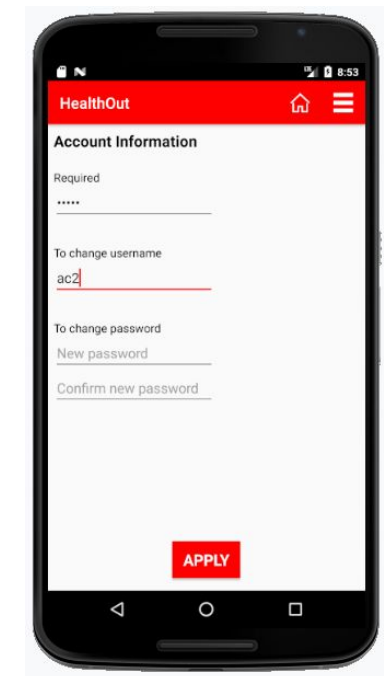 8:53
HealthOut
Account Information
Required
•••••
To change username
ac2
To change password
New password
Confirm new password
APPLY